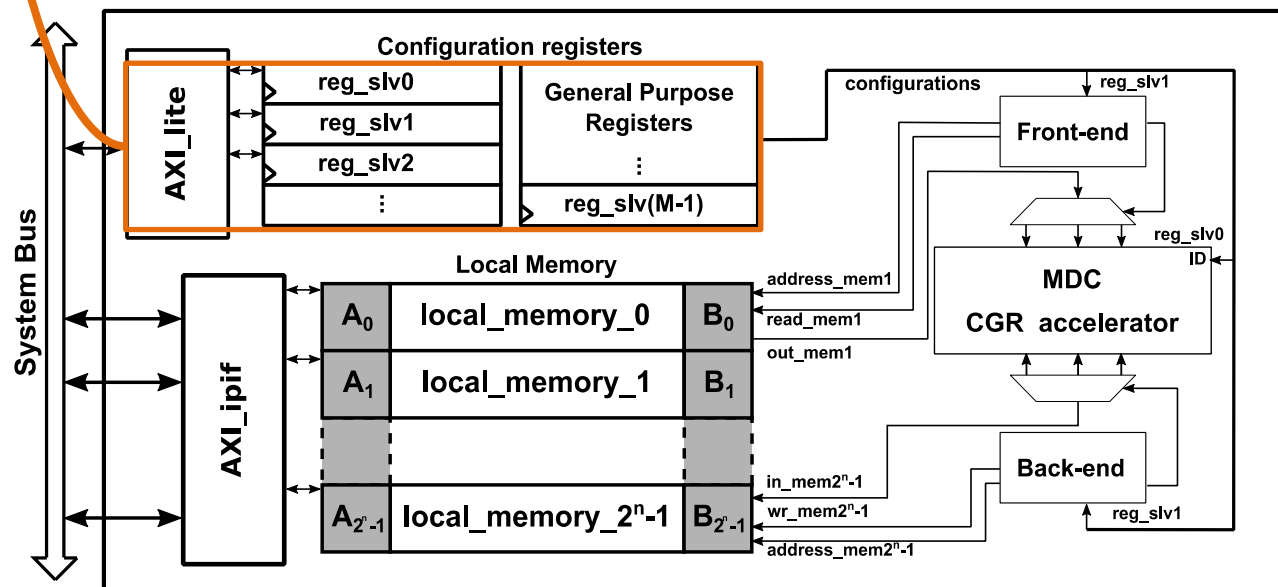 System Bus
Configuration registers
AXI_lite
reg_slv0
reg_slv1
reg_slv2
...
General Purpose
Registers
...
reg_slv(M-1)
configurations
reg_slv1
Front-end
reg_slv0
ID
MDC
CGR accelerator
Local Memory
AXI_ipif
A₀ local_memory_0 B₀
A₁ local_memory_1 B₁
A₂ⁿ-1 local_memory_2ⁿ-1 B₂ⁿ-1
address_mem1
read_mem1
out_mem1
in_mem2ⁿ-1
wr_mem2ⁿ-1
address_mem2ⁿ-1
Back-end
reg_slv1